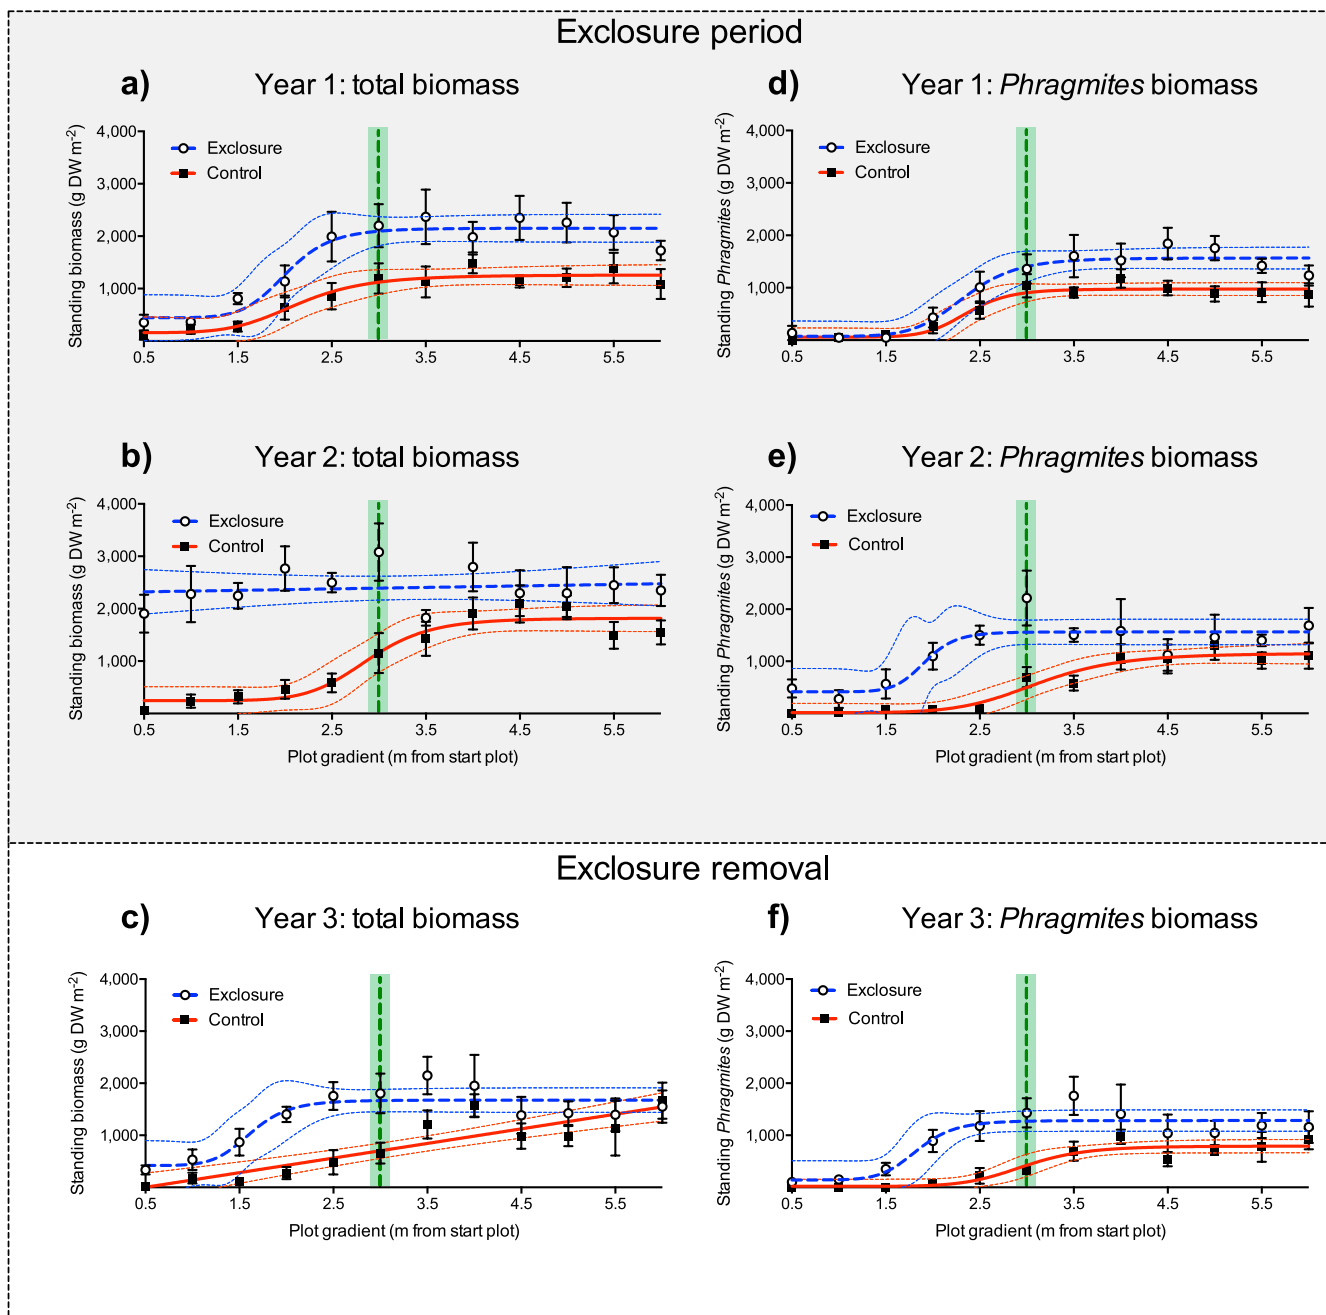 Exclosure period
a) Year 1: total biomass
Standing biomass (g DW m-2)
4,000
3,000
2,000
1,000
Exclosure
Control
0.5 1.5 2.5 3.5 4.5 5.5
d) Year 1: Phragmites biomass
Standing Phragmites (g DW m-2)
4,000
3,000
2,000
1,000
Exclosure
Control
0.5 1.5 2.5 3.5 4.5 5.5
b) Year 2: total biomass
Standing biomass (g DW m-2)
4,000
3,000
2,000
1,000
Exclosure
Control
0.5 1.5 2.5 3.5 4.5 5.5
Plot gradient (m from start plot)
e) Year 2: Phragmites biomass
Standing Phragmites (g DW m-2)
4,000
3,000
2,000
1,000
Exclosure
Control
0.5 1.5 2.5 3.5 4.5 5.5
Plot gradient (m from start plot)
Exclosure removal
c) Year 3: total biomass
Standing biomass (g DW m-2)
4,000
3,000
2,000
1,000
Exclosure
Control
0.5 1.5 2.5 3.5 4.5 5.5
Plot gradient (m from start plot)
f) Year 3: Phragmites biomass
Standing Phragmites (g DW m-2)
4,000
3,000
2,000
1,000
Exclosure
Control
0.5 1.5 2.5 3.5 4.5 5.5
Plot gradient (m from start plot)